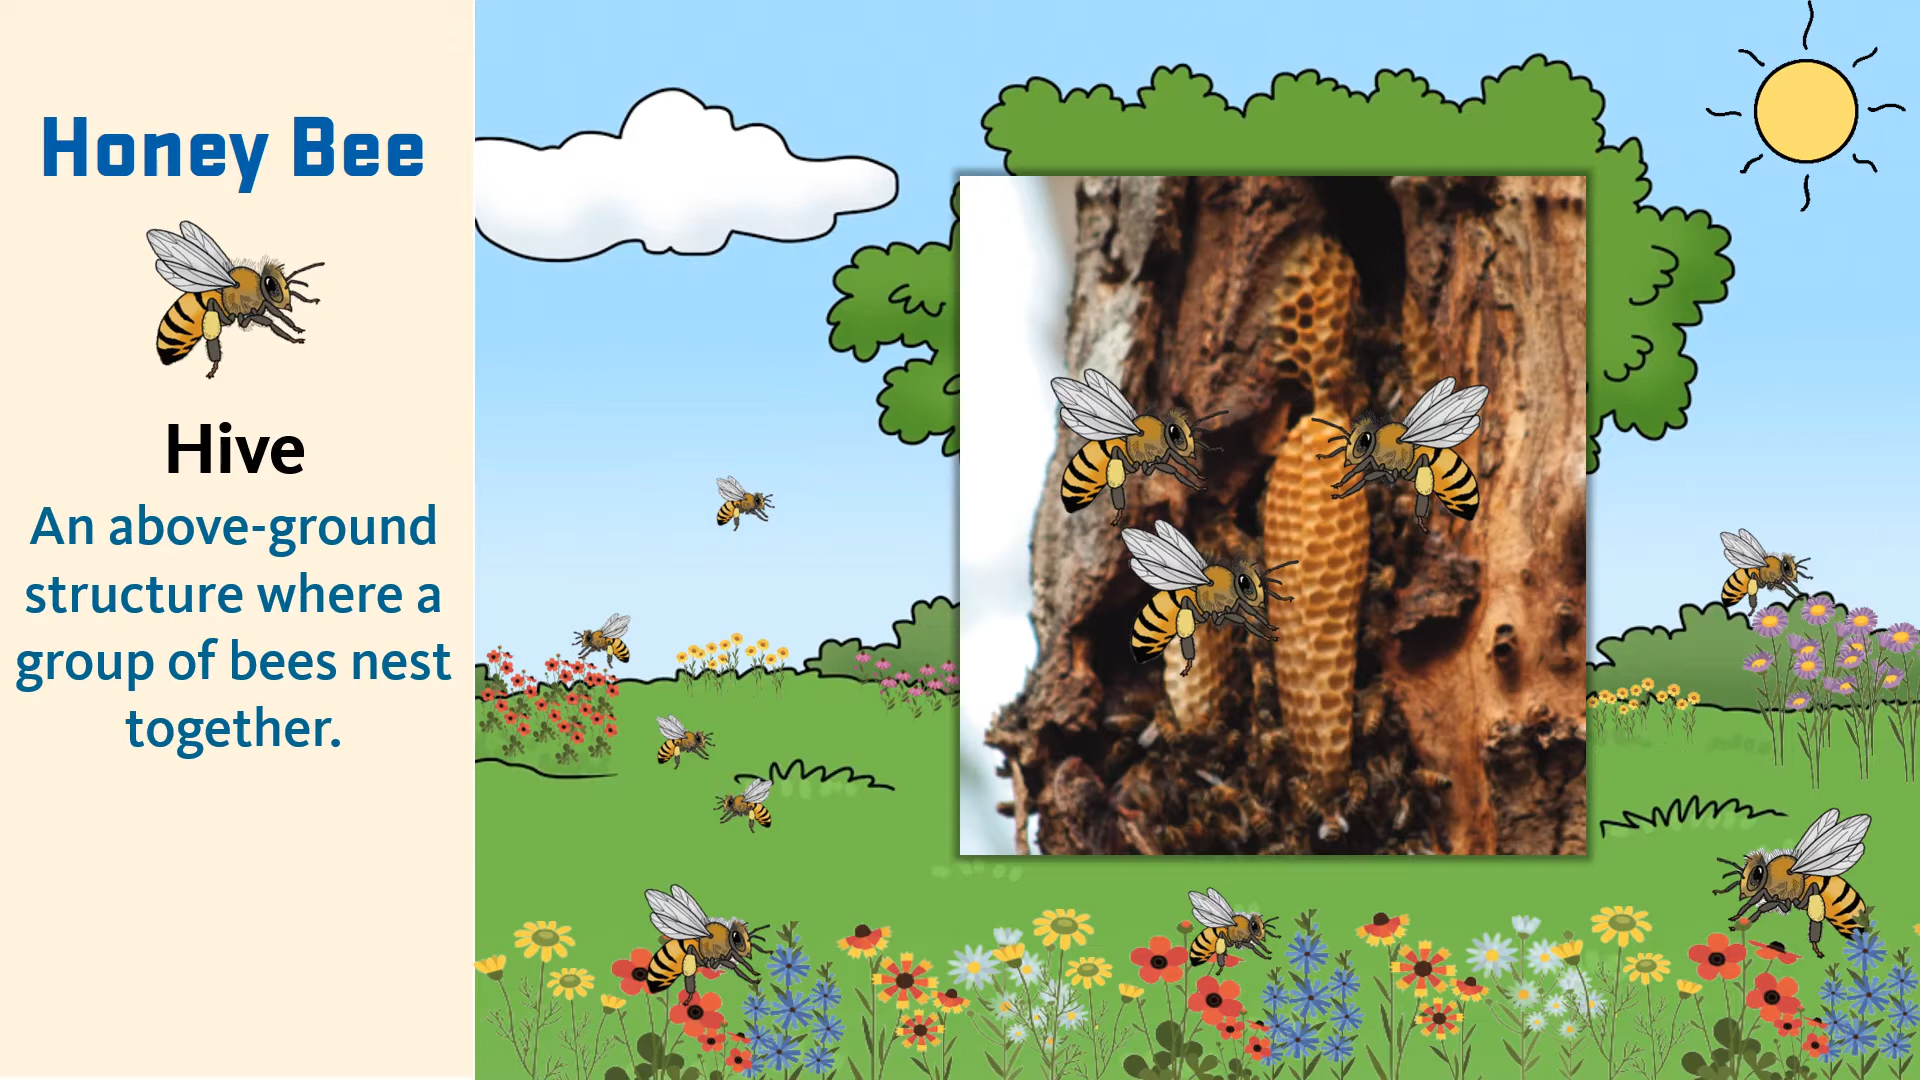 Honey Bee
Hive
An above-ground
structure where a
group of bees nest
together.